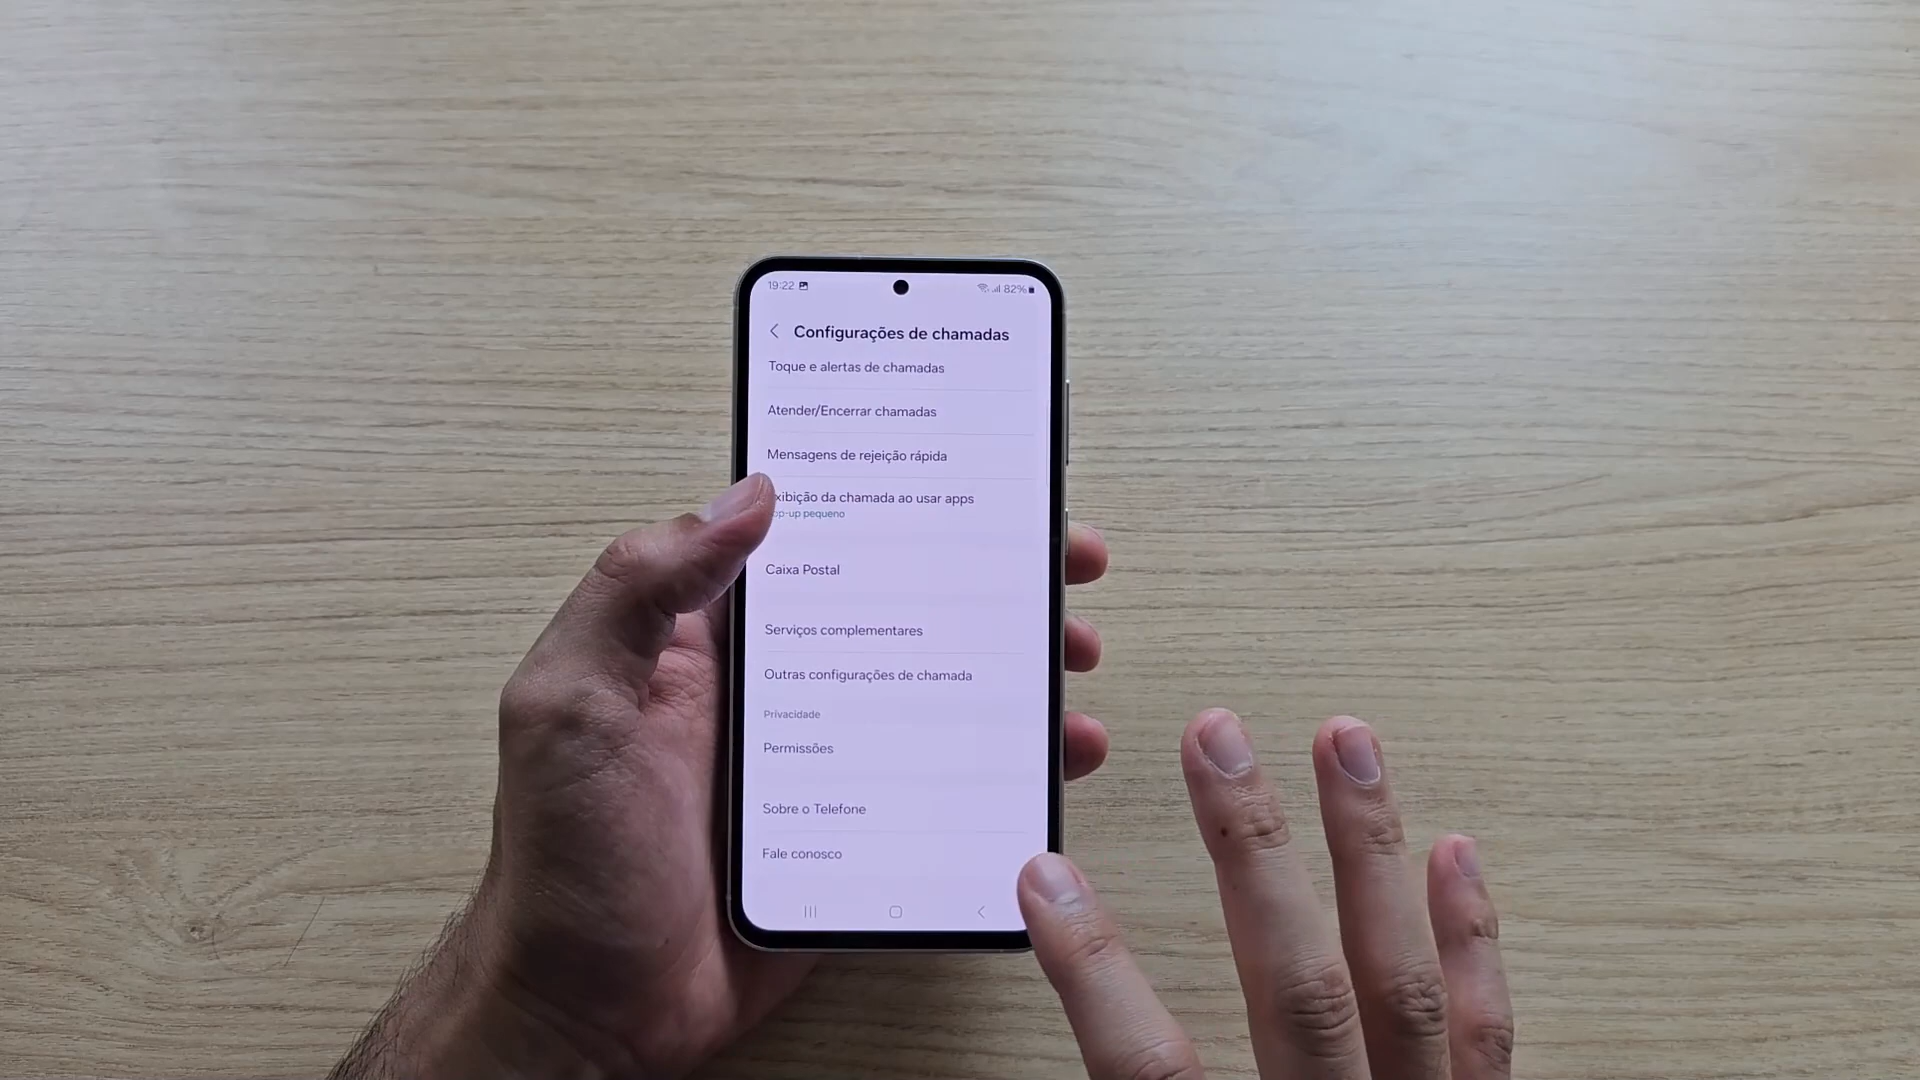 19:22
82%
Configurações de chamadas
Toque e alertas de chamadas
Atender/Encerrar chamadas
Mensagens de rejeição rápida
xibição da chamada ao usar apps
op-up pequeno
Caixa Postal
Serviços complementares
Outras configurações de chamada
Privacidade
Permissões
Sobre o Telefone
Fale conosco